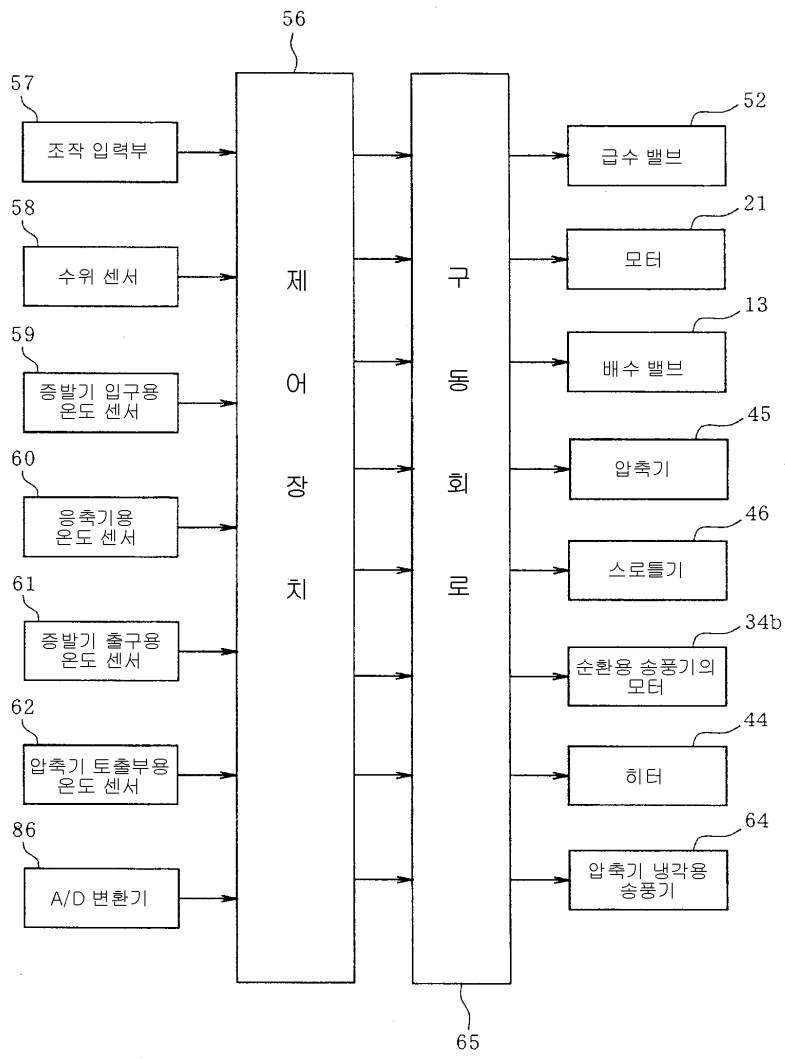 56
57
조작 입력부
58
수위 센서
59
증발기 입구용
온도 센서
60
응축기용
온도 센서
61
증발기 출구용
온도 센서
62
압축기 토출부용
온도 센서
86
A/D 변환기
제
어
장
치
구
동
회
로
65
52
급수 밸브
21
모터
13
배수 밸브
45
압축기
46
스로틀기
34b
순환용 송풍기의
모터
44
히터
64
압축기 냉각용
송풍기